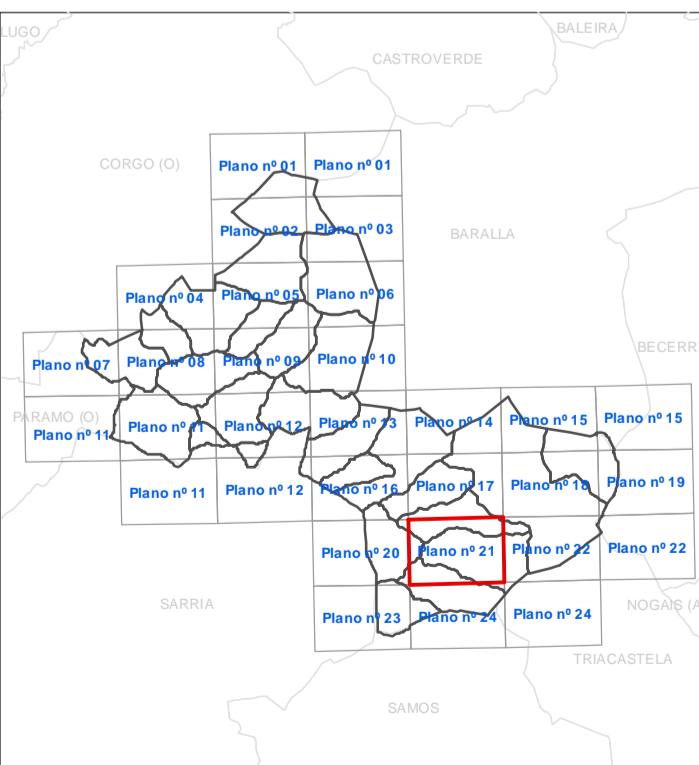 LUGO
BALEIRA
CASTROVERDE
CORGO (O)
Plano nº 01
Plano nº 01
Plano nº 02
Plano nº 03
BARALLA
Plano nº 04
Plano nº 05
Plano nº 06
BECERRE
Plano nº 07
Plano nº 08
Plano nº 09
Plano nº 10
PARAMO (O)
Plano nº 11
Plano nº 11
Plano nº 12
Plano nº 13
Plano nº 14
Plano nº 15
Plano nº 15
Plano nº 11
Plano nº 12
Plano nº 16
Plano nº 17
Plano nº 18
Plano nº 19
Plano nº 20
Plano nº 21
Plano nº 22
Plano nº 22
SARRIA
NOGAIS (A
Plano nº 23
Plano nº 24
Plano nº 24
TRIACASTELA
SAMOS